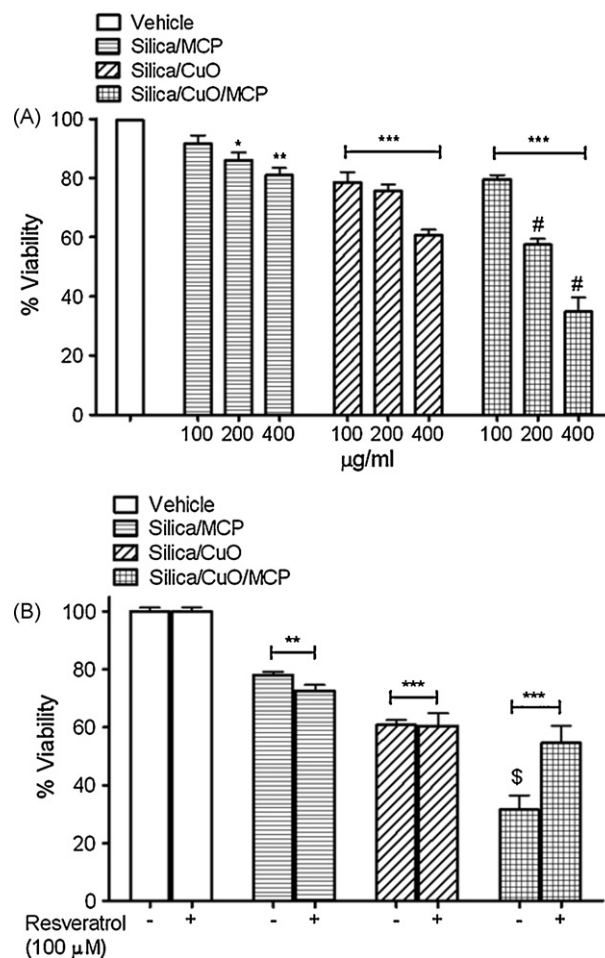 Vehicle
Silica/MCP
Silica/CuO
Silica/CuO/MCP
(A)
100
80
60
40
20
0
% Viability
*
**
***
***
#
#
100 200 400 100 200 400 100 200 400
µg/ml
Vehicle
Silica/MCP
Silica/CuO
Silica/CuO/MCP
(B)
100
80
60
40
20
0
% Viability
**
***
***
$
Resveratrol - + - + - + - +
(100 µM)